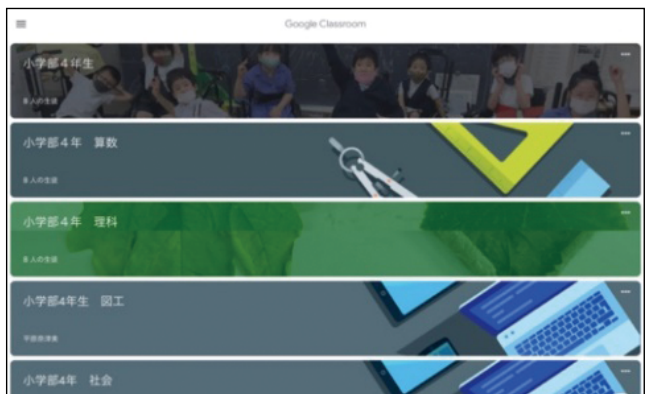 Google Classroom
小学部４年生
8 人の生徒
小学部４年　算数
8 人の生徒
小学部４年　理科
8 人の生徒
小学部4年生　図工
小学部4年　社会